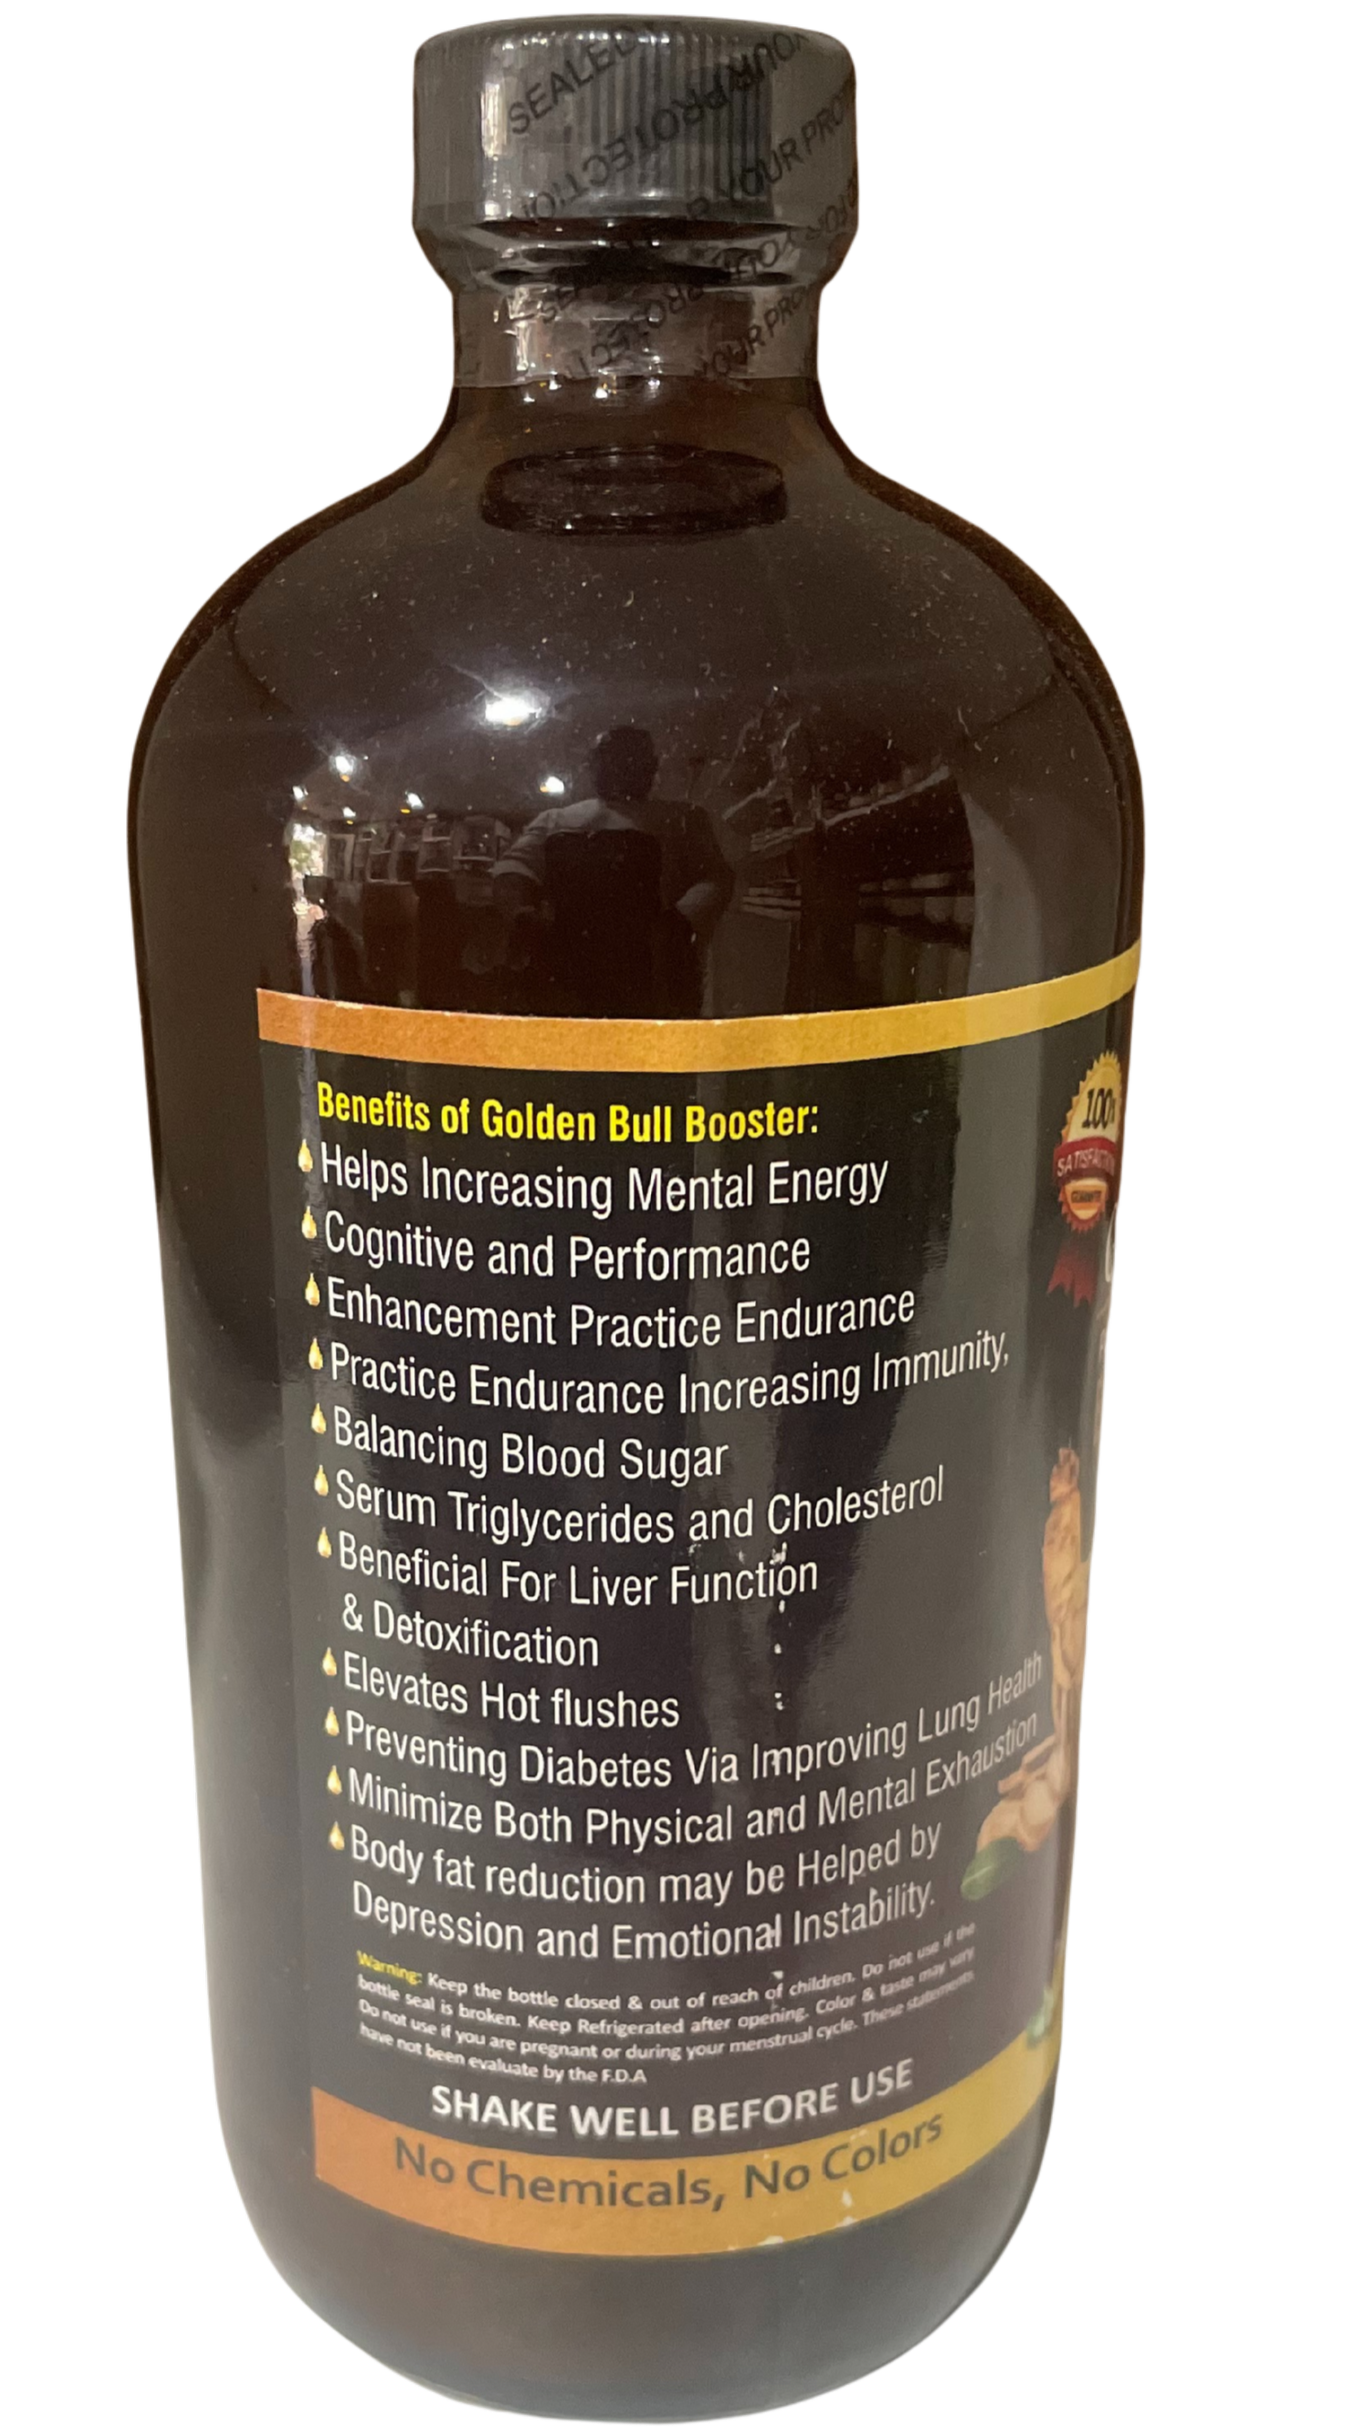 SEALED
YOUR PROTECTION
YOUR
Benefits of Golden Bull Booster:
Helps Increasing Mental Energy
Cognitive and Performance
Enhancement Practice Endurance
Practice Endurance Increasing Immunity,
Balancing Blood Sugar
Serum Triglycerides and Cholesterol
Beneficial For Liver Function
& Detoxification
Elevates Hot flushes
Preventing Diabetes Via Improving Lung Health
Minimize Both Physical and Mental Exhaustion
Body fat reduction may be Helped by
Depression and Emotional Instability.
Warning: Keep the bottle closed & out of reach of children. Do not use if the
bottle seal is broken. Keep Refrigerated after opening. Color & taste may vary
Do not use if you are pregnant or during your menstrual cycle. These statements
have not been evaluate by the F.D.A
SHAKE WELL BEFORE USE
No Chemicals, No Colors
100%